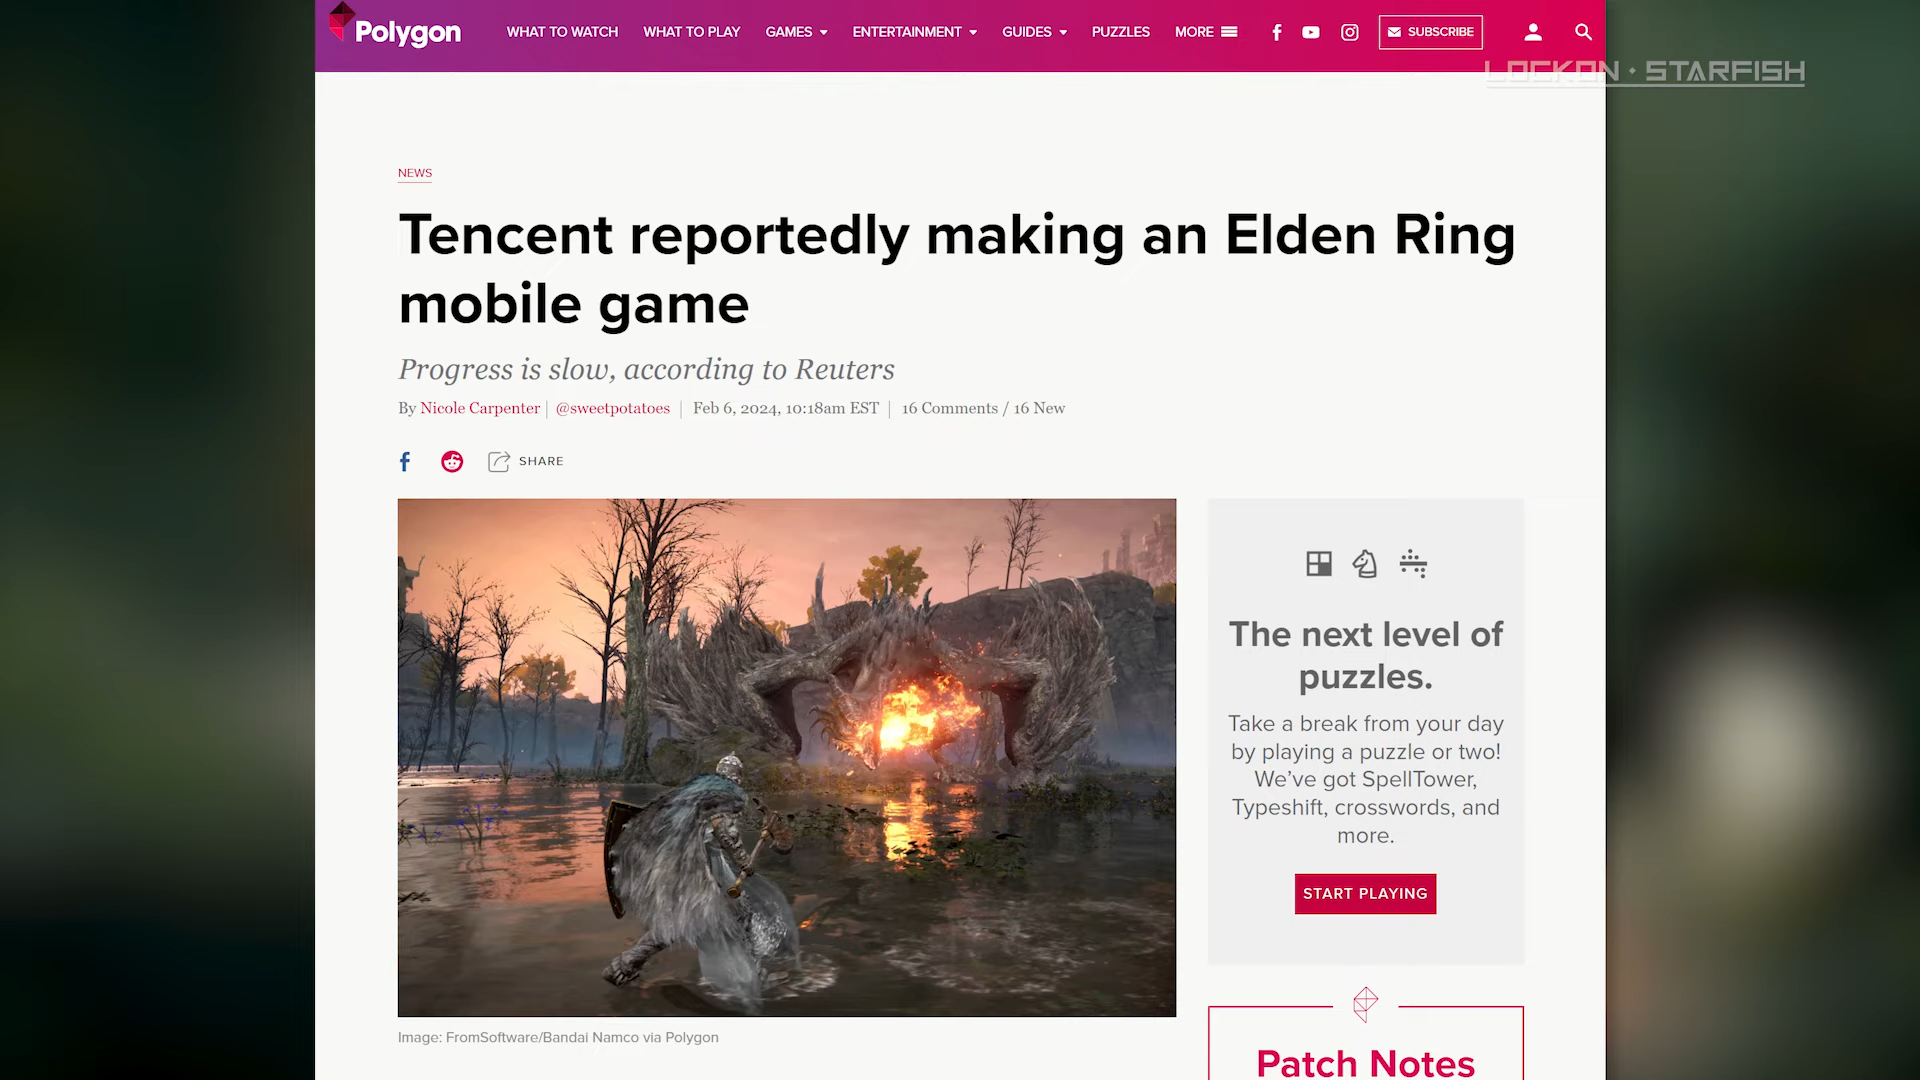 Polygon
WHAT TO WATCH
WHAT TO PLAY
GAMES
ENTERTAINMENT
GUIDES
PUZZLES
MORE
SUBSCRIBE
LOCKON · STARFISH
NEWS
Tencent reportedly making an Elden Ring
mobile game
Progress is slow, according to Reuters
By Nicole Carpenter | @sweetpotatoes | Feb 6, 2024, 10:18am EST | 16 Comments / 16 New
SHARE
Image: FromSoftware/Bandai Namco via Polygon
The next level of
puzzles.
Take a break from your day
by playing a puzzle or two!
We’ve got SpellTower,
Typeshift, crosswords, and
more.
START PLAYING
Patch Notes